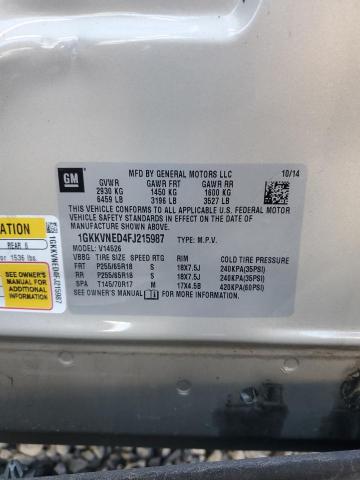 GM
MFD BY GENERAL MOTORS LLC 10/14
GVWR GAWR FRT GAWR RR
2930 KG 1450 KG 1600 KG
6459 LB 3196 LB 3527 LB
THIS VEHICLE CONFORMS TO ALL APPLICABLE U.S.
FEDERAL MOTOR VEHICLE SAFETY AND THEFT PREVENTION
STANDARDS IN EFFECT ON THE DATE OF
MANUFACTURE SHOWN ABOVE.
1GKKVNED4FJ215987 TYPE: M.P.V.
MODEL: V14526
VBBG TIRE SIZE SPEED RTG RIM COLD TIRE PRESSURE
FRT P255/65R18 S 18X7.5J 240KPA(35PSI)
RR P255/65R18 S 18X7.5J 240KPA(35PSI)
SPA T145/70R17 M 17X4.5B 420KPA(60PSI)
SEE OWNER'S MANUAL FOR MORE INFORMATION.
ATION
REAR
or 1536 lbs.
SEE OWNER'S
MANUAL FOR
ADDITIONAL
INFORMATION
1GKKVNED4FJ215987